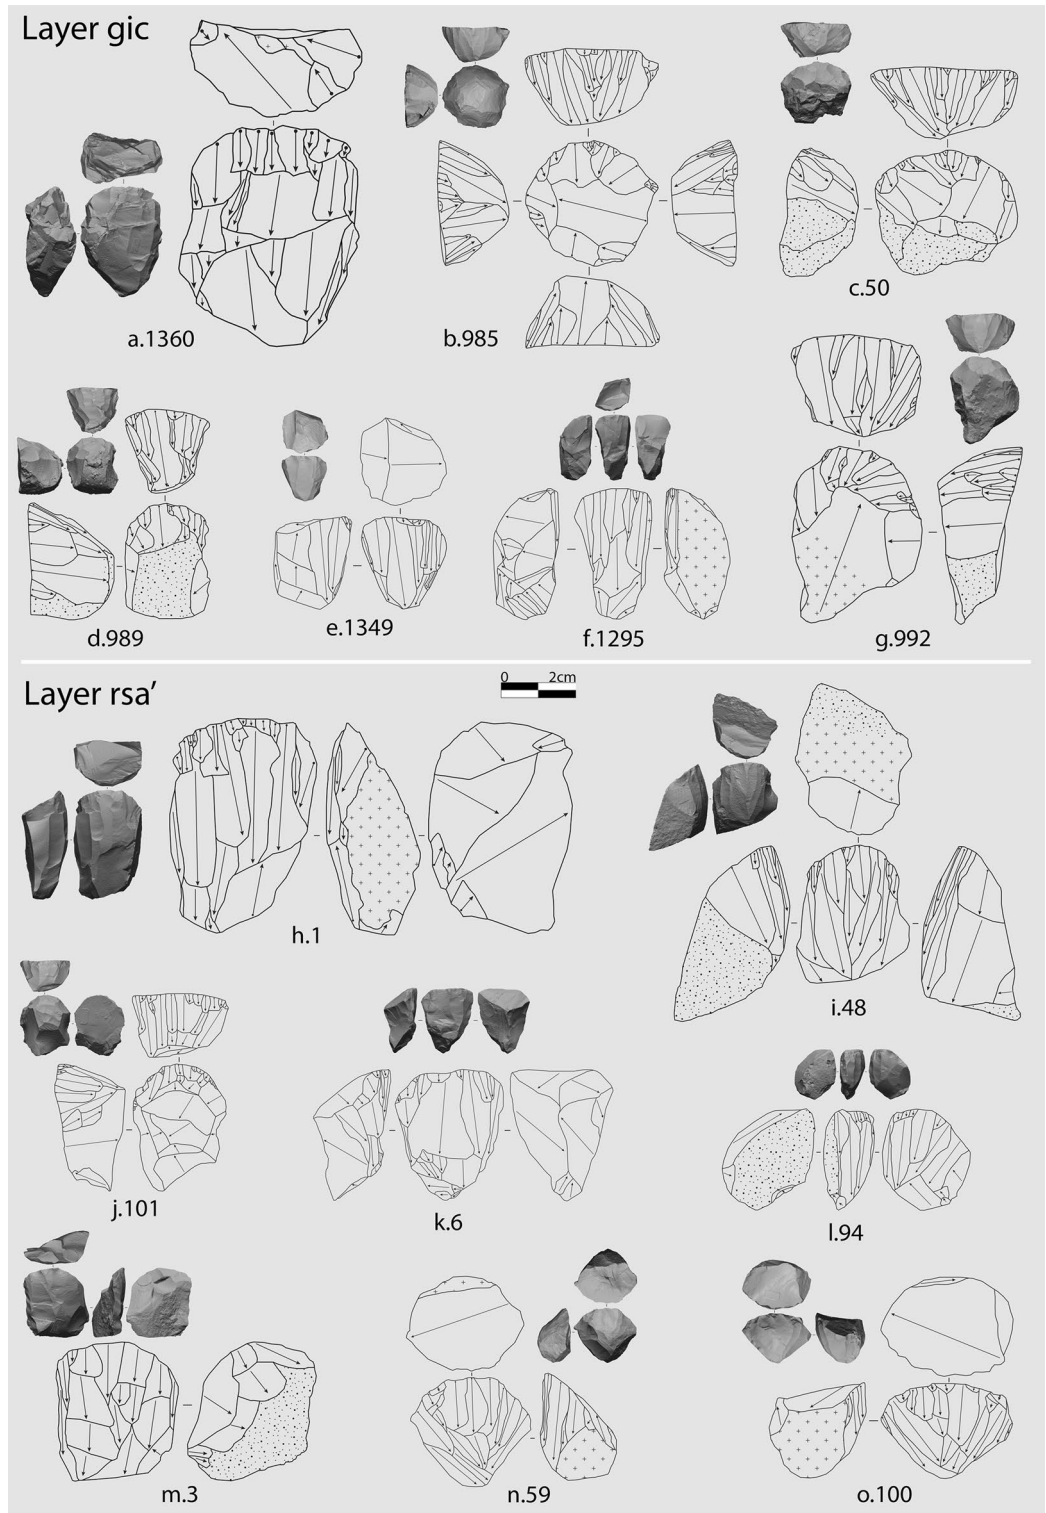 Layer gic
a.1360
b.985
c.50
d.989
e.1349
f.1295
g.992
Layer rsa’
0 2cm
h.1
i.48
j.101
k.6
l.94
m.3
n.59
o.100